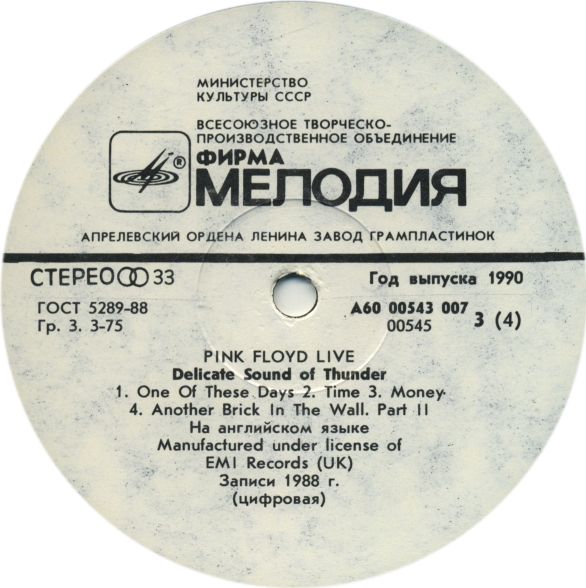 МИНИСТЕРСТВО
КУЛЬТУРЫ СССР
ВСЕСОЮЗНОЕ ТВОРЧЕСКО-
ПРОИЗВОДСТВЕННОЕ ОБЪЕДИНЕНИЕ
®
ФИРМА
МЕЛОДИЯ
АПРЕЛЕВСКИЙ ОРДЕНА ЛЕНИНА ЗАВОД ГРАМПЛАСТИНОК
СТЕРЕО 33
Год выпуска 1990
ГОСТ 5289-88
Гр. 3. 3-75
А60 00543 007
00545
3 (4)
PINK FLOYD LIVE
Delicate Sound of Thunder
1. One Of These Days 2. Time 3. Money
4. Another Brick In The Wall. Part II
На английском языке
Manufactured under license of
EMI Records (UK)
Записи 1988 г.
(цифровая)